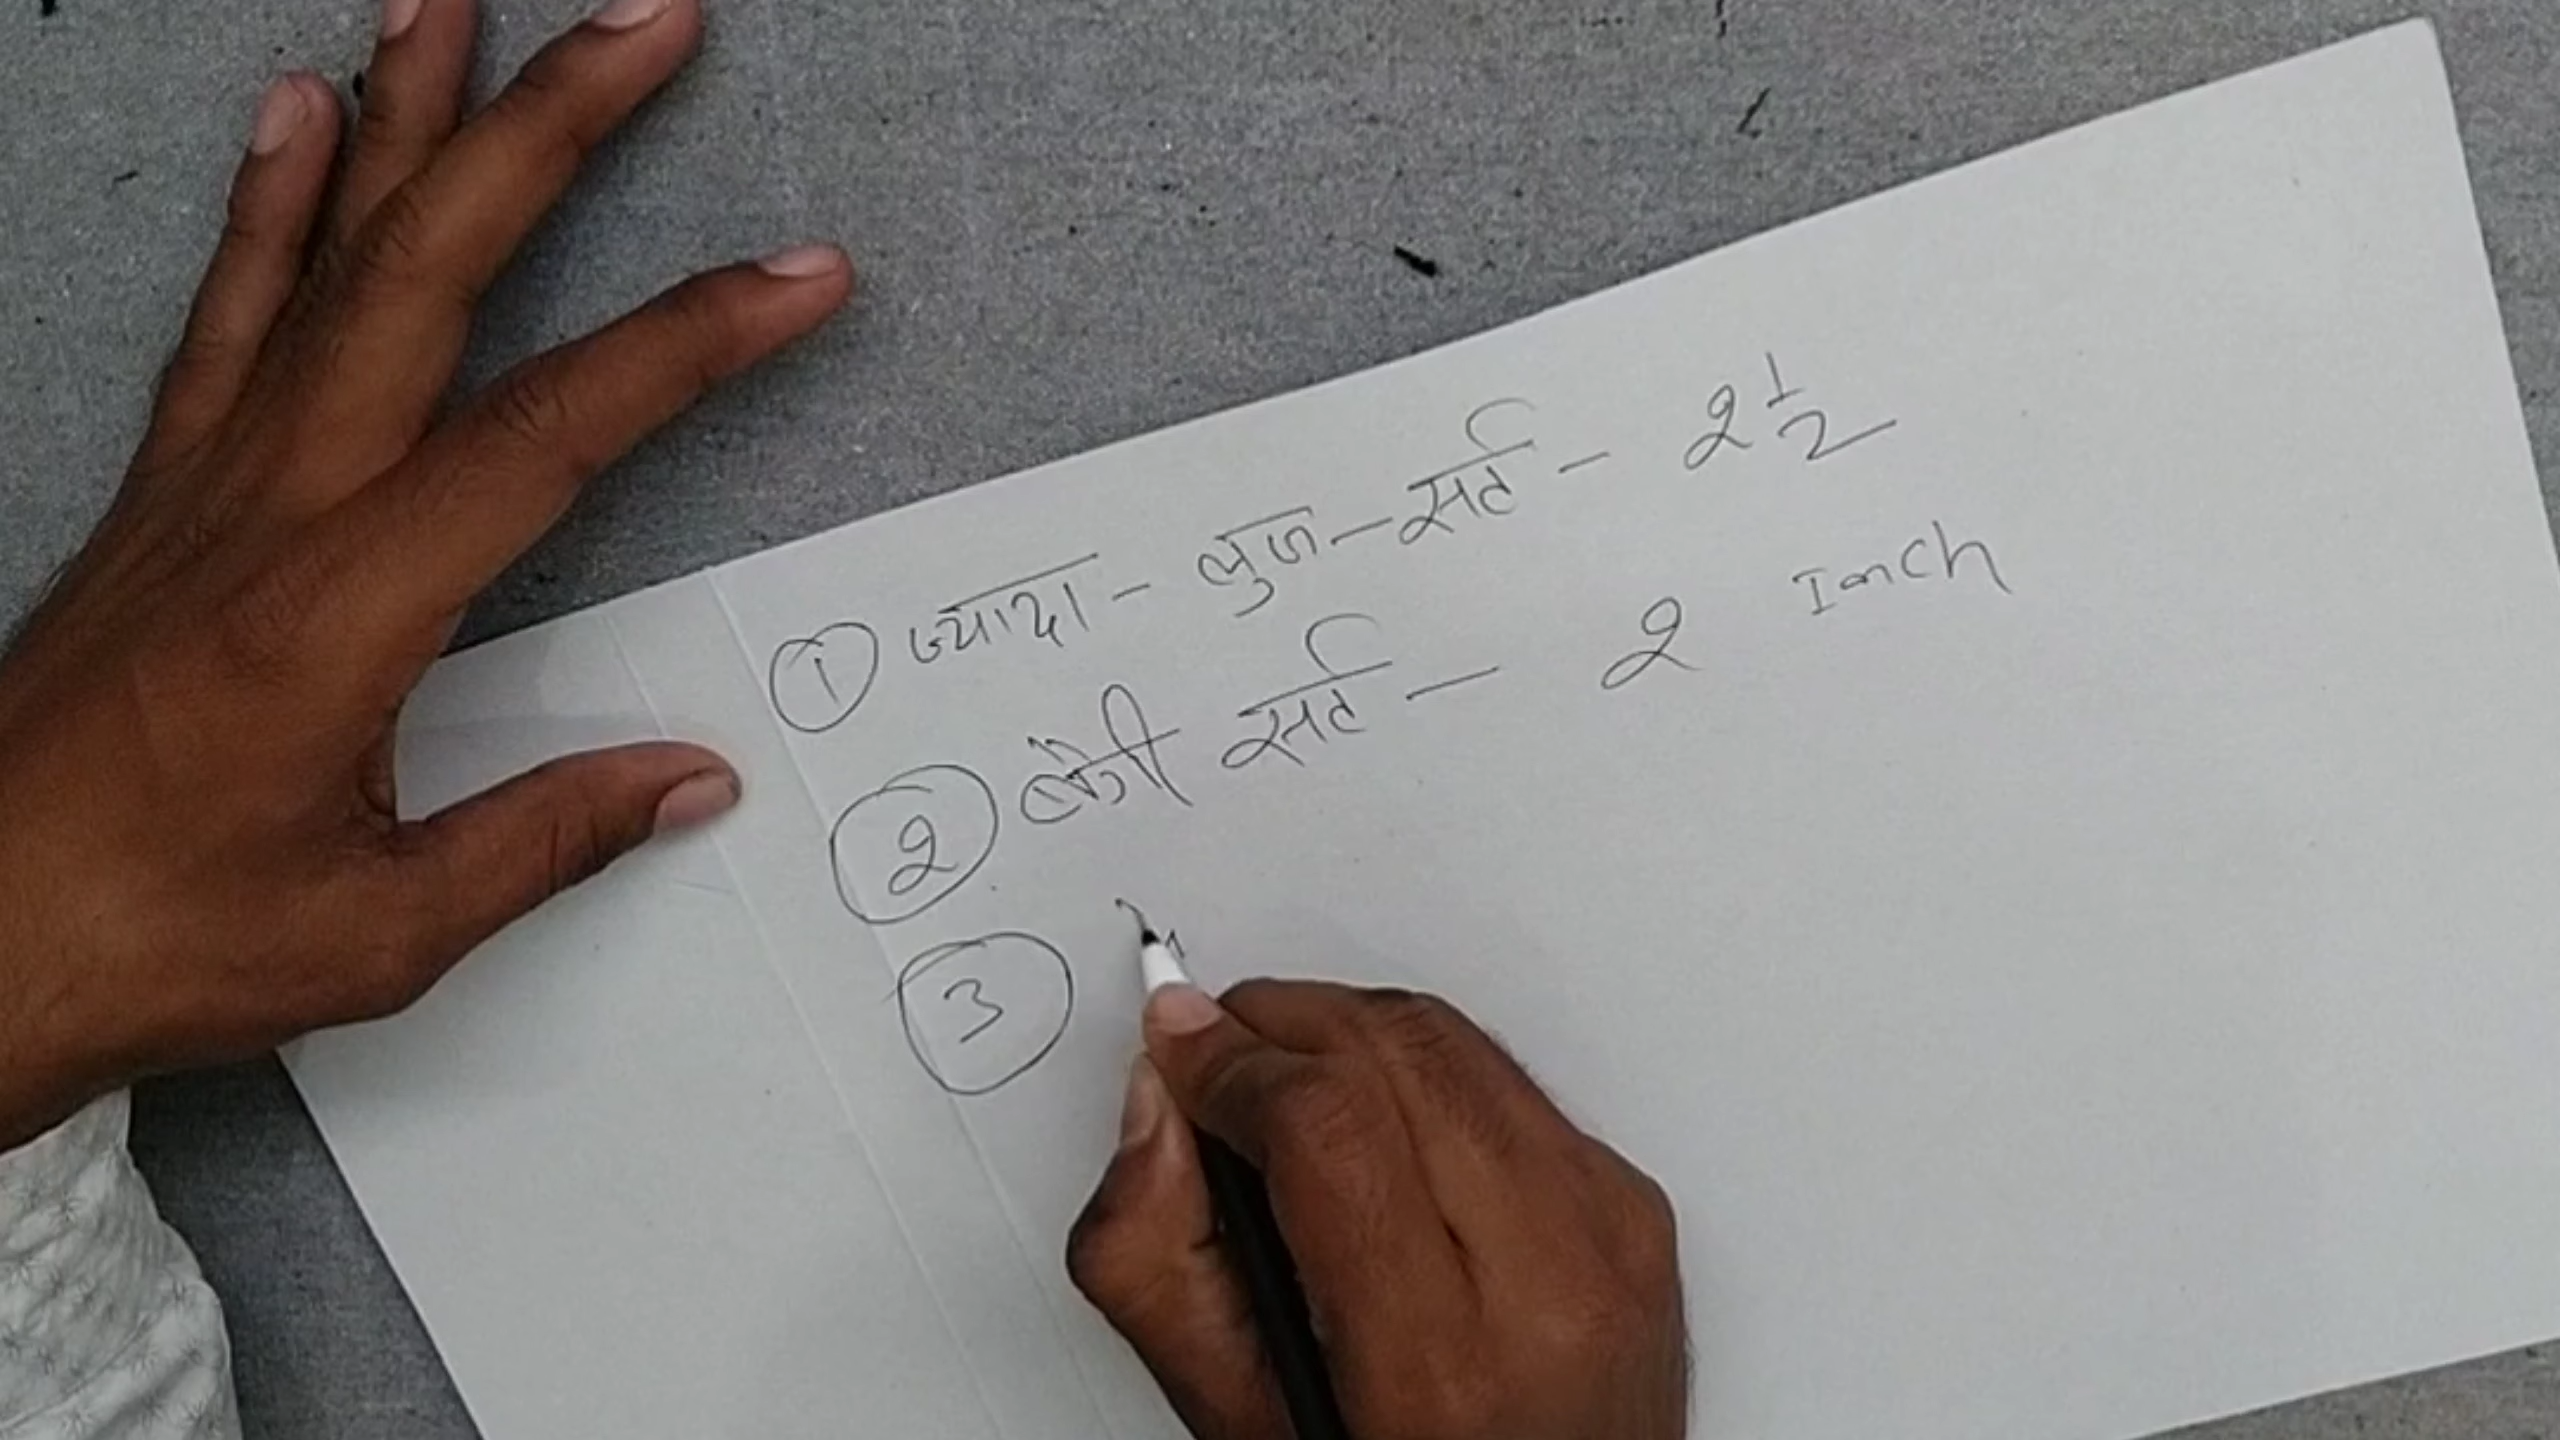 ① ज्यादा - लुज - सर्ट - 2 1/2
② लेगी सर्ट - 2 Inch
③